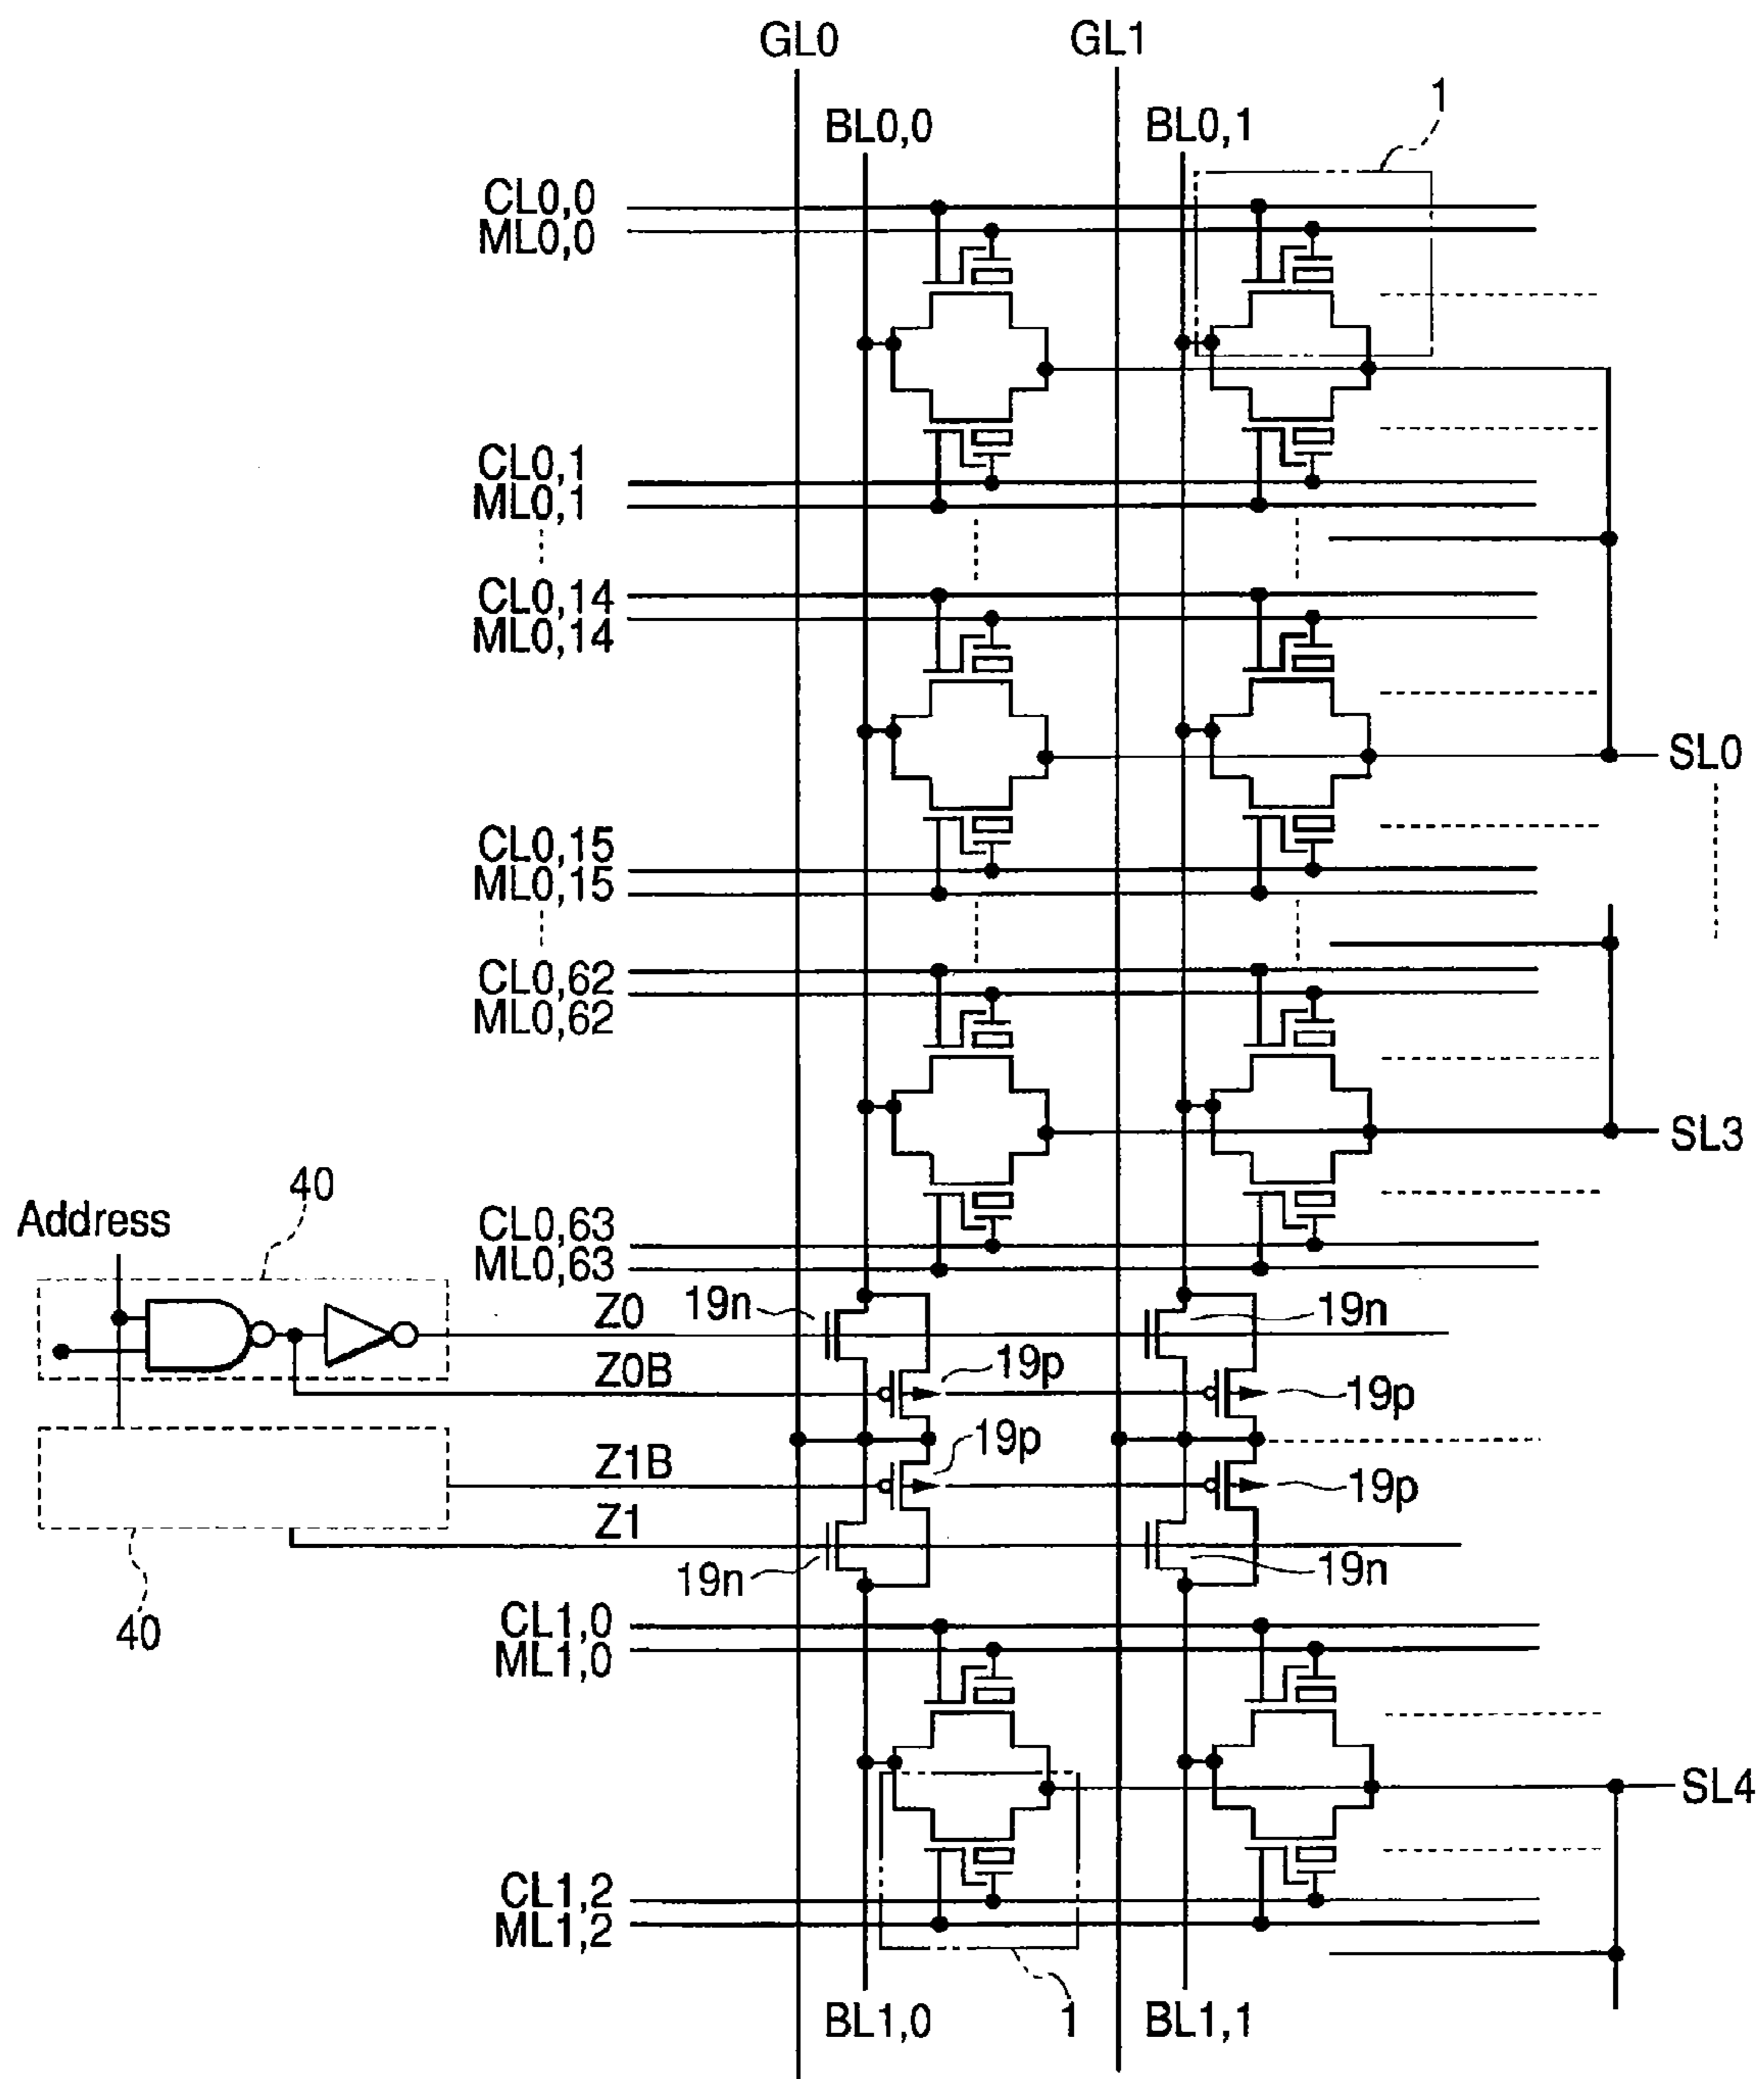 GL0
GL1
BL0,0
BL0,1
1
CL0,0
ML0,0
CL0,1
ML0,1
CL0,14
ML0,14
SL0
CL0,15
ML0,15
CL0,62
ML0,62
SL3
Address
40
CL0,63
ML0,63
Z0
19n
19n
Z0B
19p
19p
Z1B
19p
19p
Z1
19n
19n
40
CL1,0
ML1,0
SL4
CL1,2
ML1,2
BL1,0
1
BL1,1